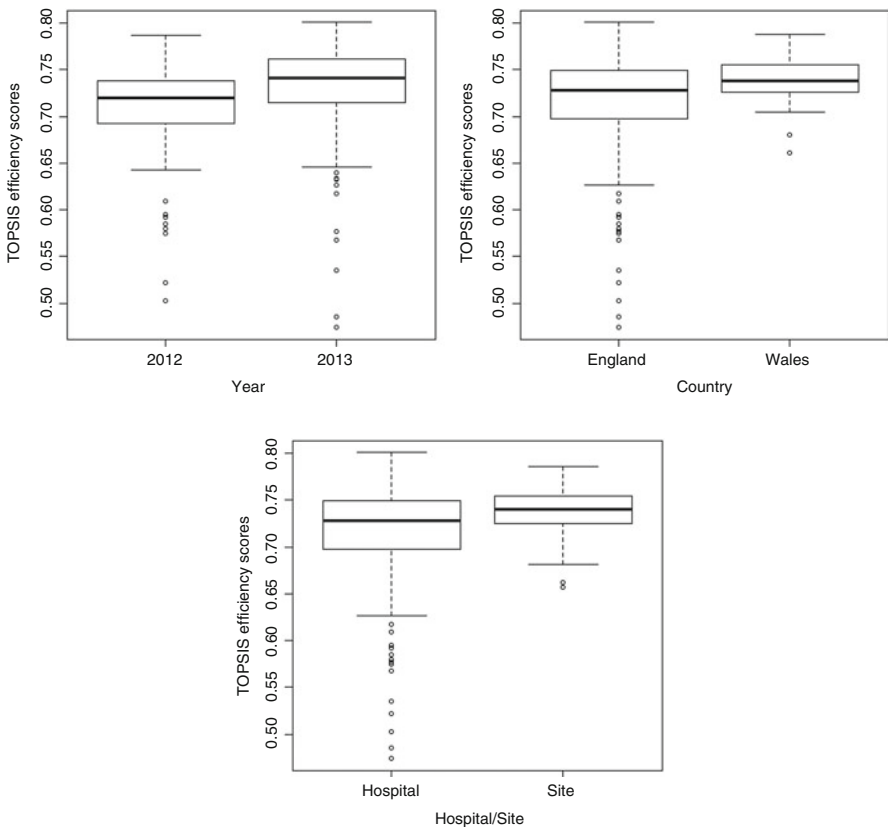 TOPSIS efficiency scores
0.80
0.75
0.70
0.65
0.60
0.55
0.50
2012 2013
Year
TOPSIS efficiency scores
0.80
0.75
0.70
0.65
0.60
0.55
0.50
England Wales
Country
TOPSIS efficiency scores
0.80
0.75
0.70
0.65
0.60
0.55
0.50
Hospital Site
Hospital/Site